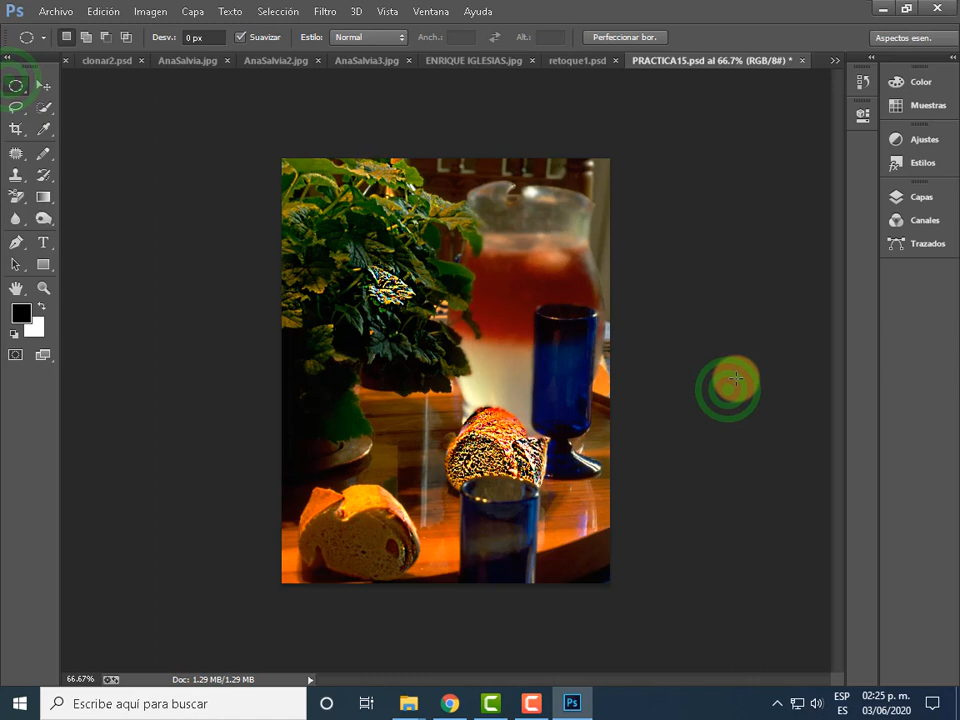 Ps Archivo Edición Imagen Capa Texto Selección Filtro 3D Vista Ventana Ayuda
Desv.: 0 px Suavizar Estilo: Normal Anch.: Alt.: Perfeccionar bor. Aspectos esen.
clonar2.psd × AnaSalvia.jpg × AnaSalvia2.jpg × AnaSalvia3.jpg × ENRIQUE IGLESIAS.jpg × retoque1.psd × PRACTICA15.psd al 66.7% (RGB/8#) * ×
Color
Muestras
Ajustes
Estilos
Capas
Canales
Trazados
66.67% Doc: 1.29 MB/1.29 MB
Escribe aquí para buscar
Ps
ESP
ES
02:25 p. m.
03/06/2020